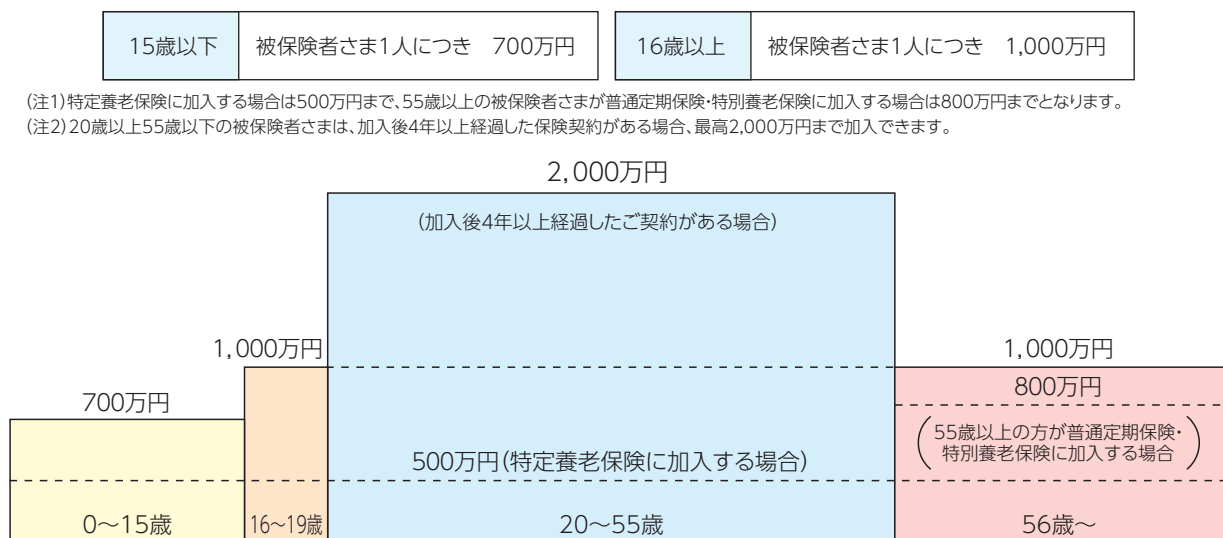 15歳以下 被保険者さま1人につき 700万円 16歳以上 被保険者さま1人につき 1,000万円
(注1)特定養老保険に加入する場合は500万円まで、55歳以上の被保険者さまが普通定期保険・特別養老保険に加入する場合は800万円までとなります。
(注2)20歳以上55歳以下の被保険者さまは、加入後4年以上経過した保険契約がある場合、最高2,000万円まで加入できます。
2,000万円
(加入後4年以上経過したご契約がある場合)
1,000万円 1,000万円
700万円 800万円
(55歳以上の方が普通定期保険・
特別養老保険に加入する場合)
500万円(特定養老保険に加入する場合)
0〜15歳 16〜19歳 20〜55歳 56歳〜